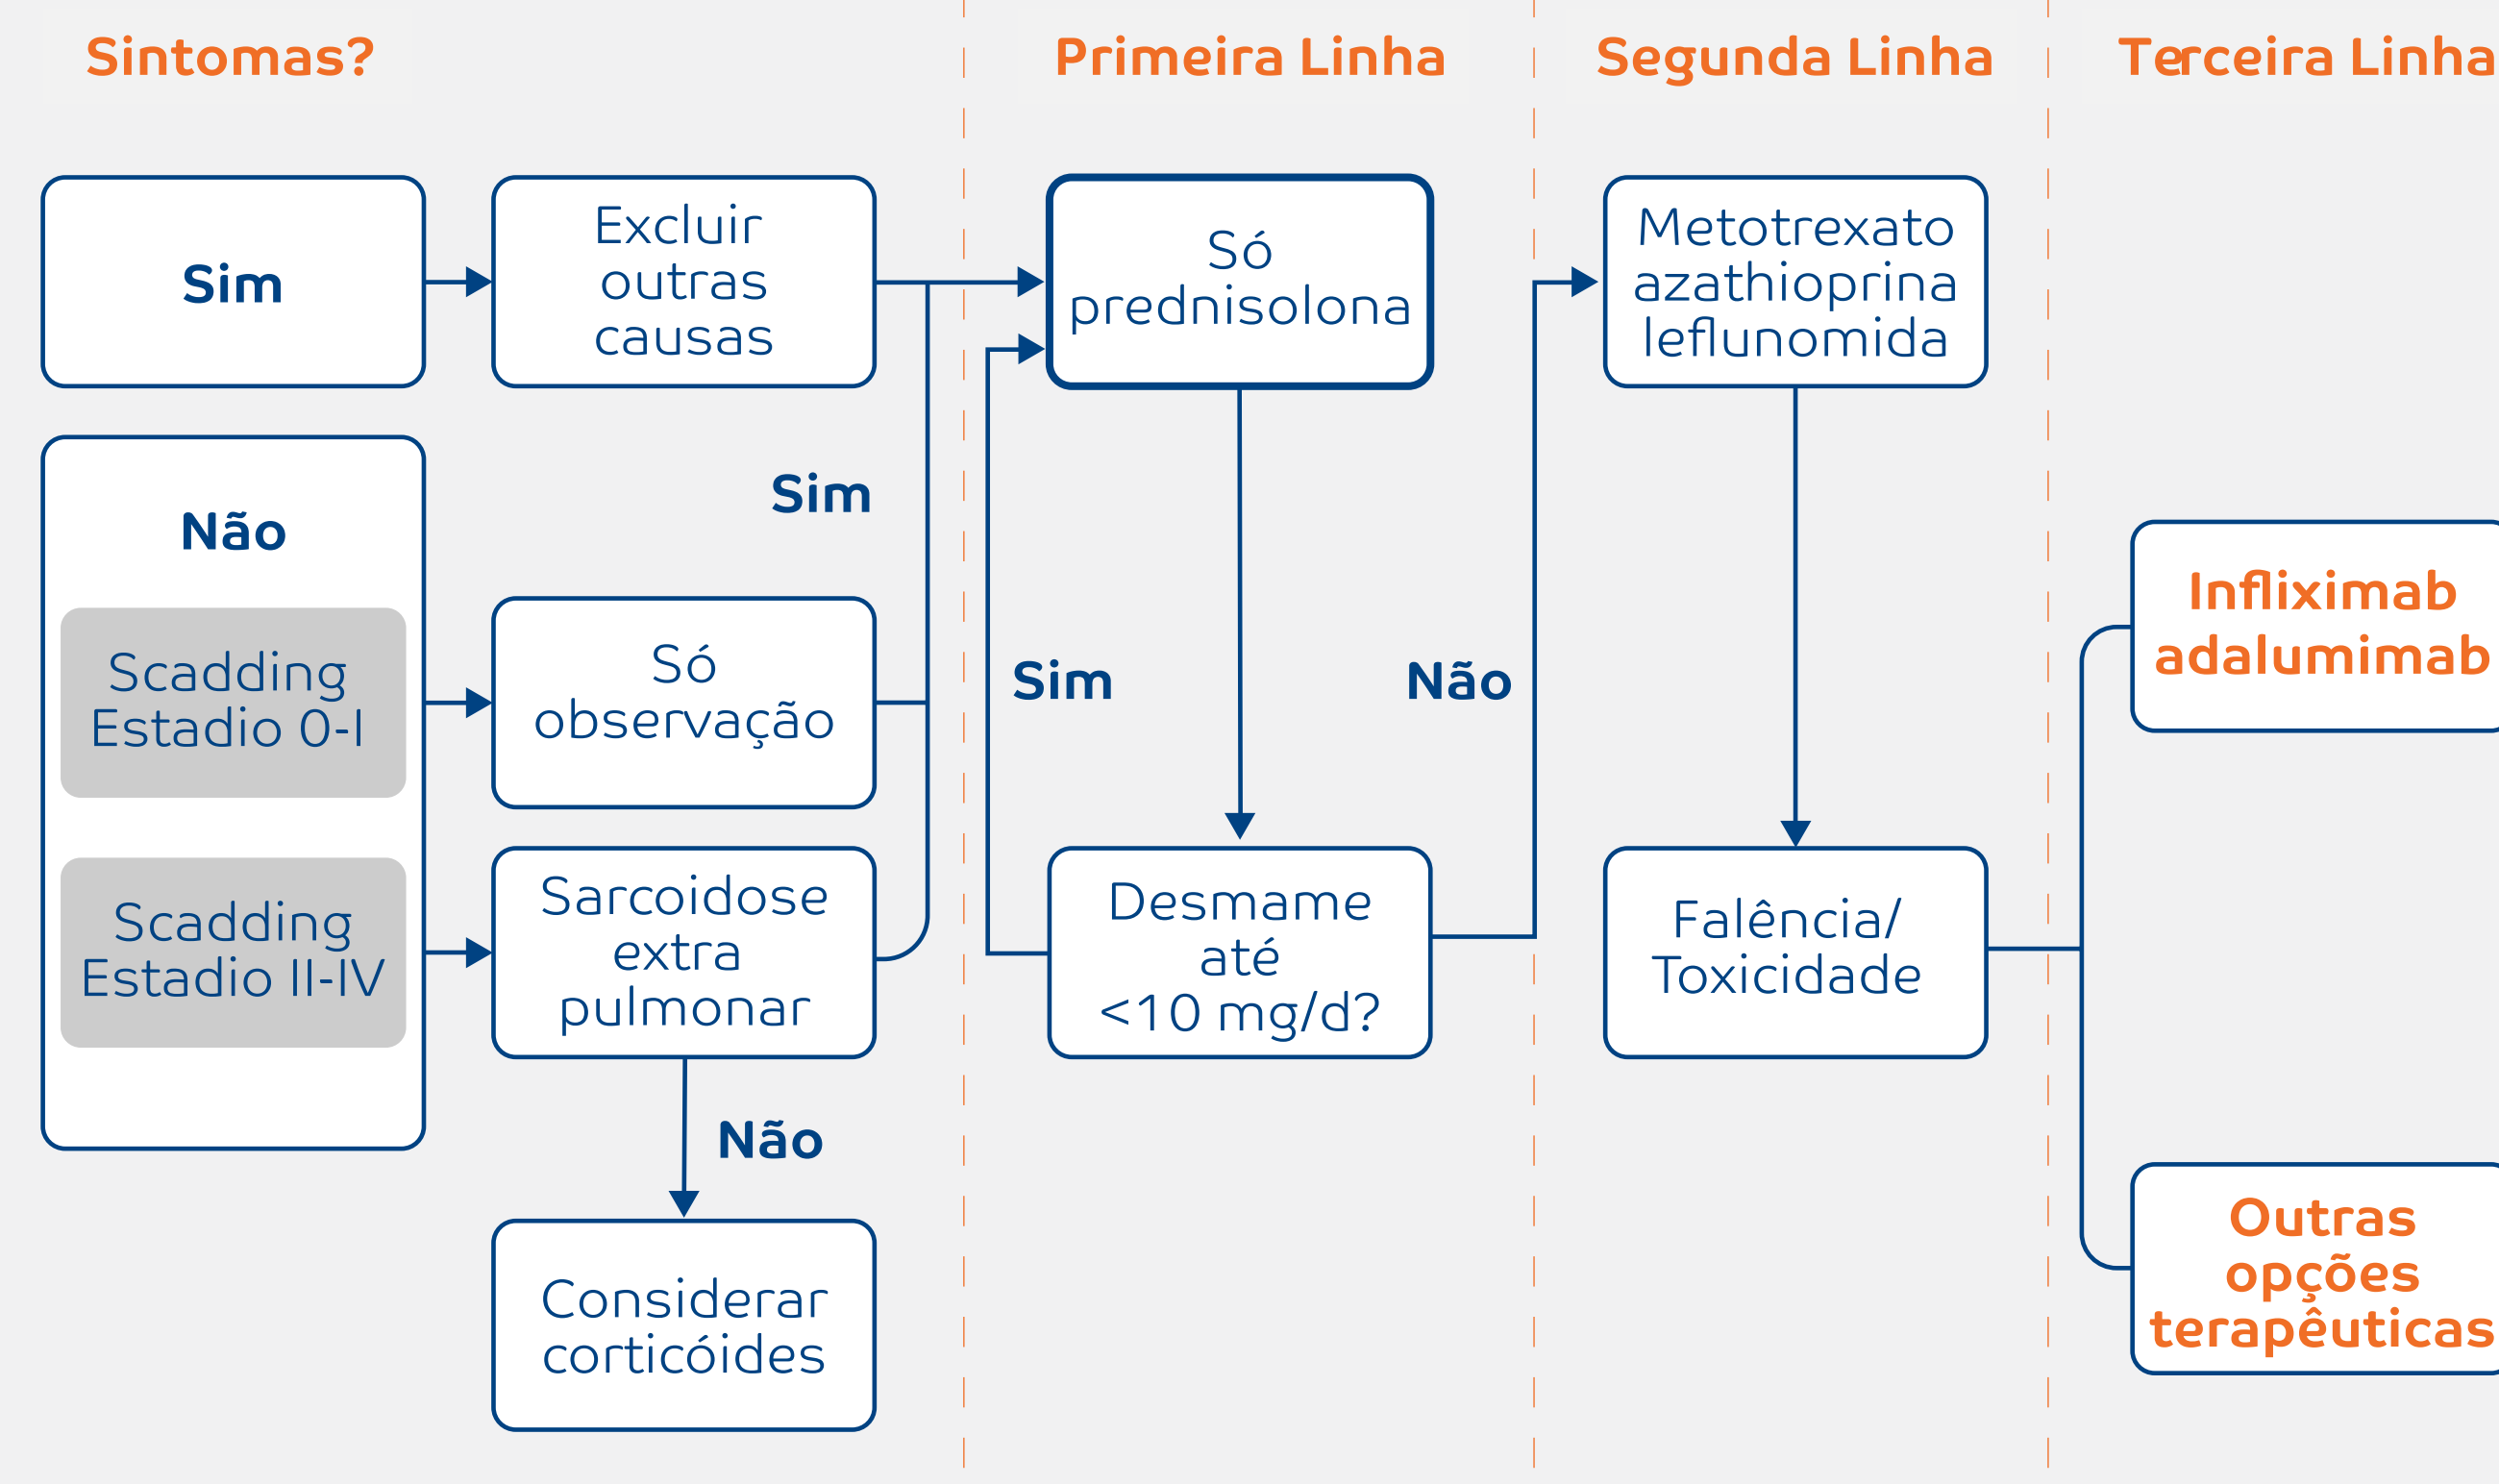 Sintomas?
Primeira Linha
Segunda Linha
Terceira Linha
Sim
Excluir
outras
causas
Só
prednisolona
Metotrexato
azathioprina
leflunomida
Não
Scadding
Estadio 0-I
Scadding
Estadio II-IV
Sim
Só
observação
Sarcoidose
extra
pulmonar
Não
Considerar
corticóides
Sim
Não
Desmame
até
<10 mg/d?
Falência/
Toxicidade
Infliximab
adalumimab
Outras
opções
terapêuticas